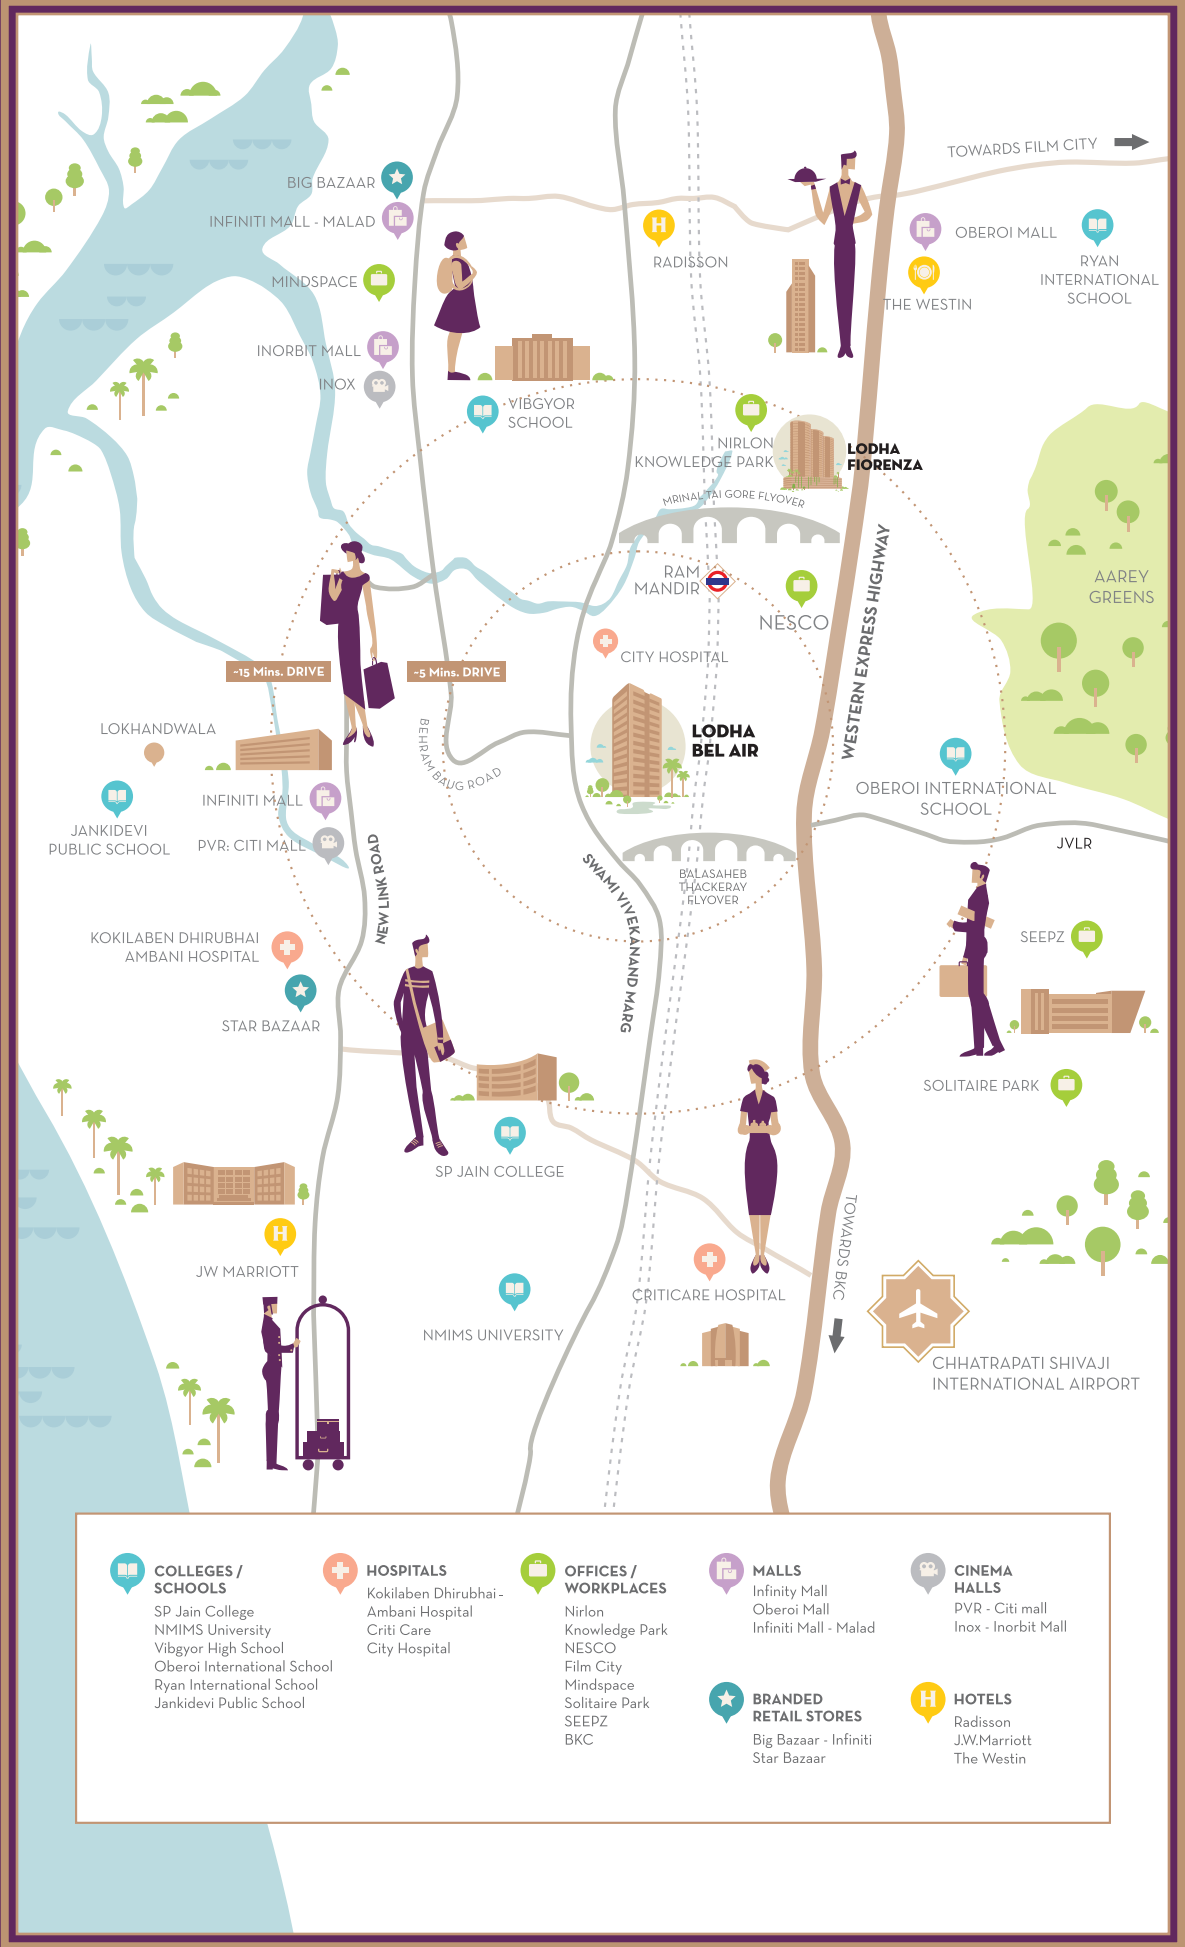 TOWARDS FILM CITY
BIG BAZAAR
INFINITI MALL - MALAD
H
RADISSON
OBEROI MALL
RYAN
INTERNATIONAL
SCHOOL
MINDSPACE
THE WESTIN
INORBIT MALL
INOX
VIBGYOR
SCHOOL
NIRLON
KNOWLEDGE PARK
LODHA
FIORENZA
MRINAL TAI GORE FLYOVER
RAM
MANDIR
NESCO
WESTERN EXPRESS HIGHWAY
AAREY
GREENS
CITY HOSPITAL
~15 Mins. DRIVE
~5 Mins. DRIVE
LOKHANDWALA
BEHRAM BAUG ROAD
LODHA
BEL AIR
OBEROI INTERNATIONAL
SCHOOL
INFINITI MALL
JANKIDEVI
PUBLIC SCHOOL
PVR: CITI MALL
JVLR
NEW LINK ROAD
SWAMI VIVEKANAND MARG
BALASAHEB
THACKERAY
FLYOVER
KOKILABEN DHIRUBHAI
AMBANI HOSPITAL
SEEPZ
STAR BAZAAR
SOLITAIRE PARK
SP JAIN COLLEGE
H
JW MARRIOTT
TOWARDS BKC
CRITICARE HOSPITAL
NMIMS UNIVERSITY
CHHATRAPATI SHIVAJI
INTERNATIONAL AIRPORT
COLLEGES /
SCHOOLS
SP Jain College
NMIMS University
Vibgyor High School
Oberoi International School
Ryan International School
Jankidevi Public School
HOSPITALS
Kokilaben Dhirubhai-
Ambani Hospital
Criti Care
City Hospital
OFFICES /
WORKPLACES
Nirlon
Knowledge Park
NESCO
Film City
Mindspace
Solitaire Park
SEEPZ
BKC
MALLS
Infinity Mall
Oberoi Mall
Infiniti Mall - Malad
BRANDED
RETAIL STORES
Big Bazaar - Infiniti
Star Bazaar
CINEMA
HALLS
PVR - Citi mall
Inox - Inorbit Mall
H
HOTELS
Radisson
J.W.Marriott
The Westin